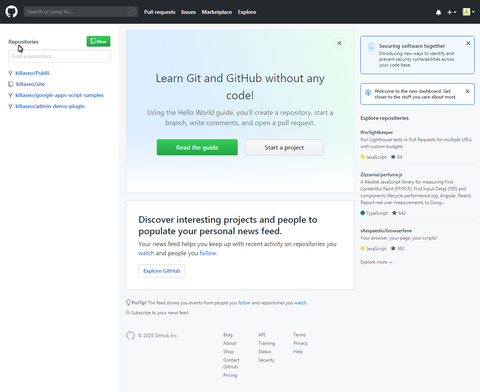 Search or jump to...
/
Pull requests
Issues
Marketplace
Explore
Repositories
New
Find a repository...
killaseo/Publii
killaseo/site
killaseo/google-apps-script-samples
killaseo/admin-demo-plugin
Learn Git and GitHub without any
code!
Using the Hello World guide, you'll create a repository, start a
branch, write comments, and open a pull request.
Read the guide
Start a project
Discover interesting projects and people to
populate your personal news feed.
Your news feed helps you keep up with recent activity on repositories you
watch and people you follow.
Explore GitHub
ProTip! The feed shows you events from people you follow and repositories you watch.
Subscribe to your news feed
© 2019 GitHub, Inc.
Blog
About
Shop
Contact
GitHub
Pricing
API
Training
Status
Security
Terms
Privacy
Help
Securing software together
Introducing new ways to identify and
prevent security vulnerabilities across
your code base.
Welcome to the new dashboard. Get
closer to the stuff you care about most.
Explore repositories
Run Lighthouse tests in Pull Requests for multiple URLs
with custom budgets
JavaScript
64
Zizzamia/perfume.js
A flexible JavaScript library for measuring First
Contentful Paint (FP/FCP), First Input Delay (FID) and
components lifecycle performance (eg. Angular, React).
Report real user measurements to Goog...
TypeScript
642
sitespeedio/browsertime
Your browser, your page, your scripts!
JavaScript
361
Explore more →